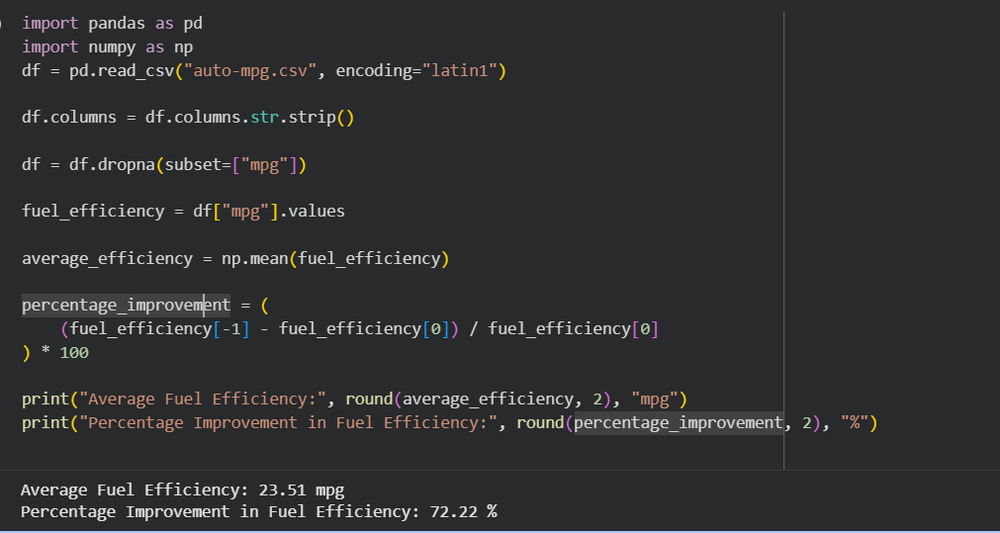 import pandas as pd
import numpy as np
df = pd.read_csv("auto-mpg.csv", encoding="latin1")
df.columns = df.columns.str.strip()
df = df.dropna(subset=["mpg"])
fuel_efficiency = df["mpg"].values
average_efficiency = np.mean(fuel_efficiency)
percentage_improvement = (
    (fuel_efficiency[-1] - fuel_efficiency[0]) / fuel_efficiency[0]
) * 100
print("Average Fuel Efficiency:", round(average_efficiency, 2), "mpg")
print("Percentage Improvement in Fuel Efficiency:", round(percentage_improvement, 2), "%")
Average Fuel Efficiency: 23.51 mpg
Percentage Improvement in Fuel Efficiency: 72.22 %